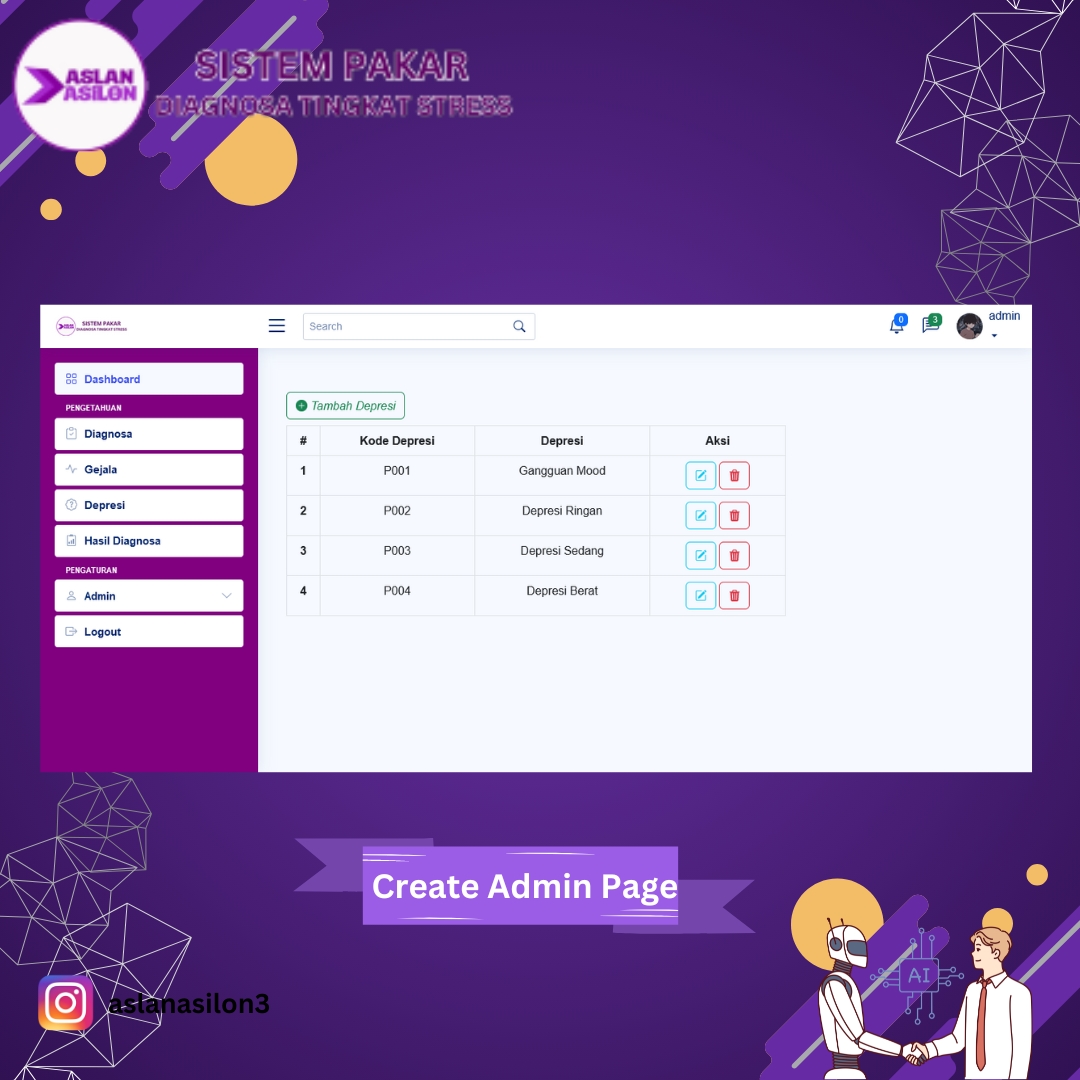 ASLAN
ASILON
SISTEM PAKAR
DIAGNOSA TINGKAT STRESS
SISTEM PAKAR
DIAGNOSA TINGKAT STRESS
Search
0
3
admin
Dashboard
PENGETAHUAN
Diagnosa
Gejala
Depresi
Hasil Diagnosa
PENGATURAN
Admin
Logout
Tambah Depresi
# Kode Depresi Depresi Aksi
1 P001 Gangguan Mood
2 P002 Depresi Ringan
3 P003 Depresi Sedang
4 P004 Depresi Berat
Create Admin Page
AI
aslanasilon3